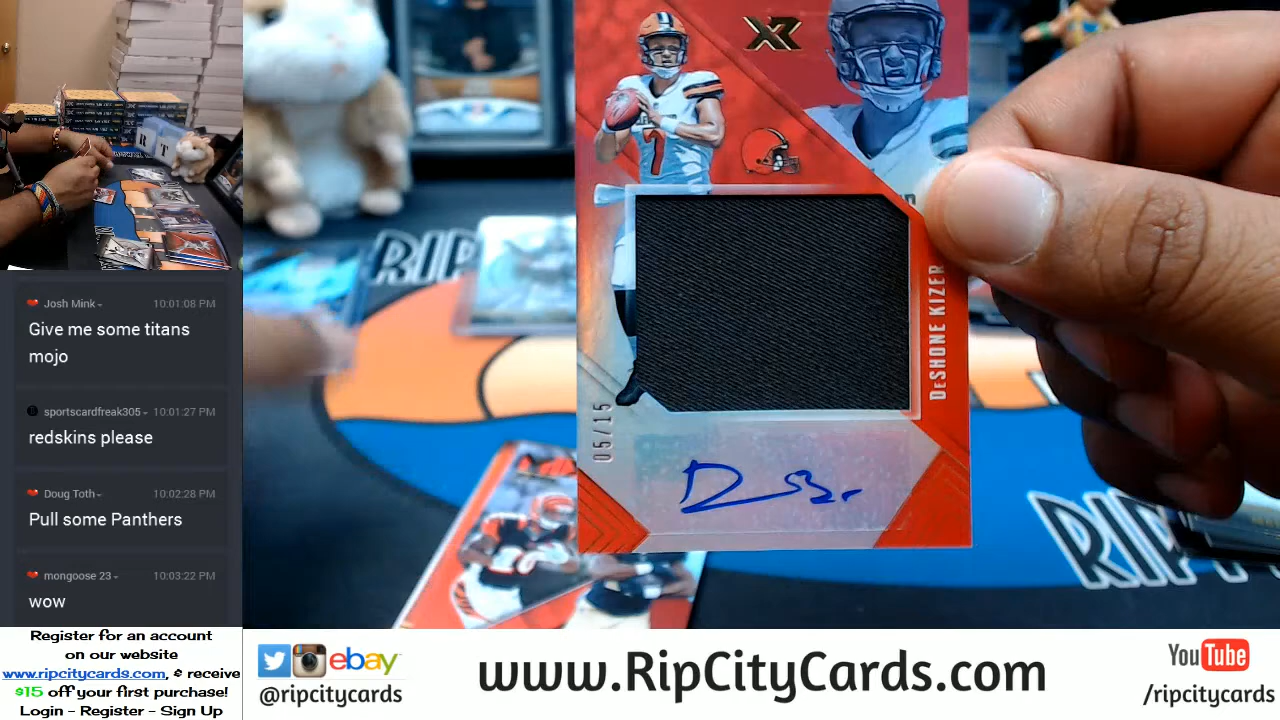 Josh Mink 10:01:08 PM
Give me some titans
mojo
sportscardfreak305 10:01:27 PM
redskins please
Doug Toth 10:02:28 PM
Pull some Panthers
mongoose 23 10:03:22 PM
wow
Register for an account
on our website
www.ripcitycards.com, & receive
$15 off your first purchase!
Login - Register - Sign Up
R T
XR
7
DESHONE KIZER
05/15
RIP
RIP
18
ebay
@ripcitycards
www.RipCityCards.com
YouTube
/ripcitycards